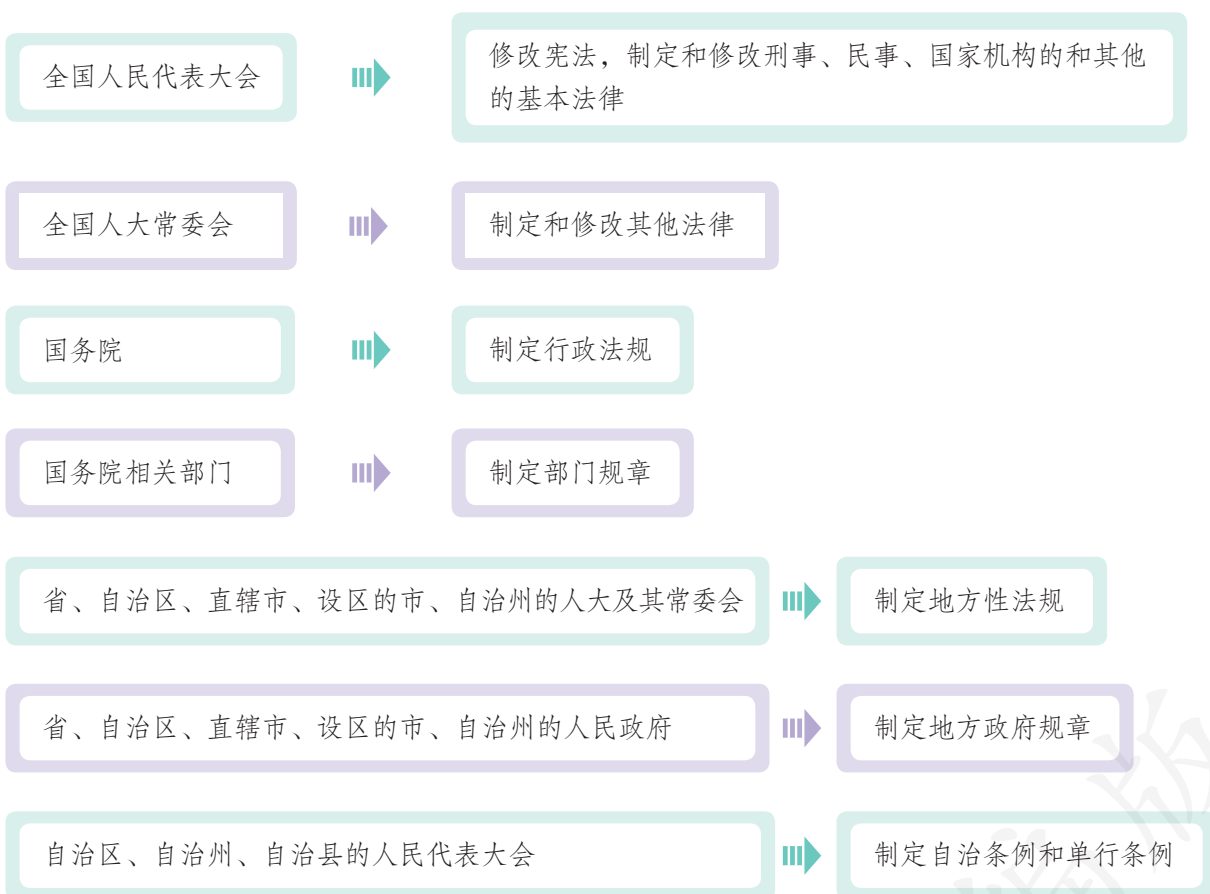 全国人民代表大会
修改宪法，制定和修改刑事、民事、国家机构的和其他
的基本法律
全国人大常委会
制定和修改其他法律
国务院
制定行政法规
国务院相关部门
制定部门规章
省、自治区、直辖市、设区的市、自治州的人大及其常委会
制定地方性法规
省、自治区、直辖市、设区的市、自治州的人民政府
制定地方政府规章
自治区、自治州、自治县的人民代表大会
制定自治条例和单行条例